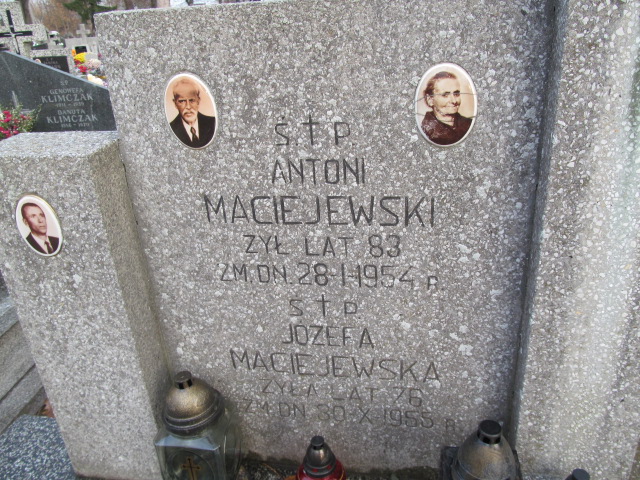 GENOWEFA
KLIMCZAK
DANUTA
KLIMCZAK
Ś.†P.
ANTONI
MACIEJEWSKI
ŻYŁ LAT 83
ZM. DN. 28-I-1954 R.
Ś.†P.
JÓZEFA
MACIEJEWSKA
ŻYŁA LAT 76
ZM. DN. 30-X-1955 R.